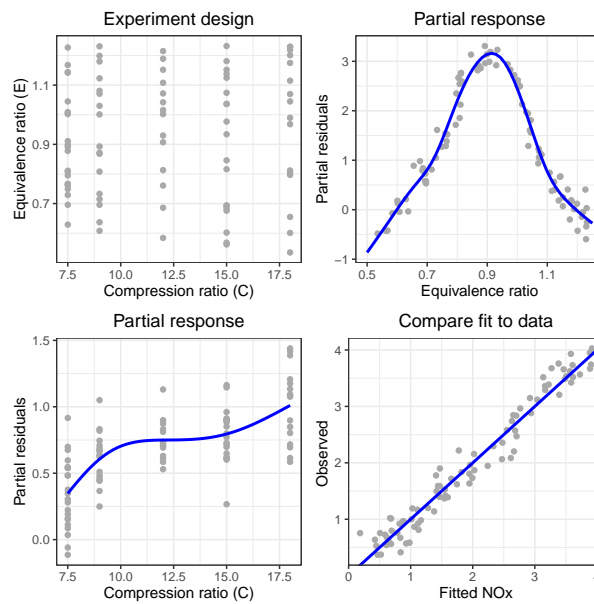 Experiment design
Equivalence ratio (E)
1.1
0.9
0.7
7.5 10.0 12.5 15.0 17.5
Compression ratio (C)
Partial response
Partial residuals
3
2
1
0
−1
0.5 0.7 0.9 1.1
Equivalence ratio
Partial response
Partial residuals
1.5
1.0
0.5
0.0
7.5 10.0 12.5 15.0 17.5
Compression ratio (C)
Compare fit to data
Observed
4
3
2
1
0 1 2 3
Fitted NOx